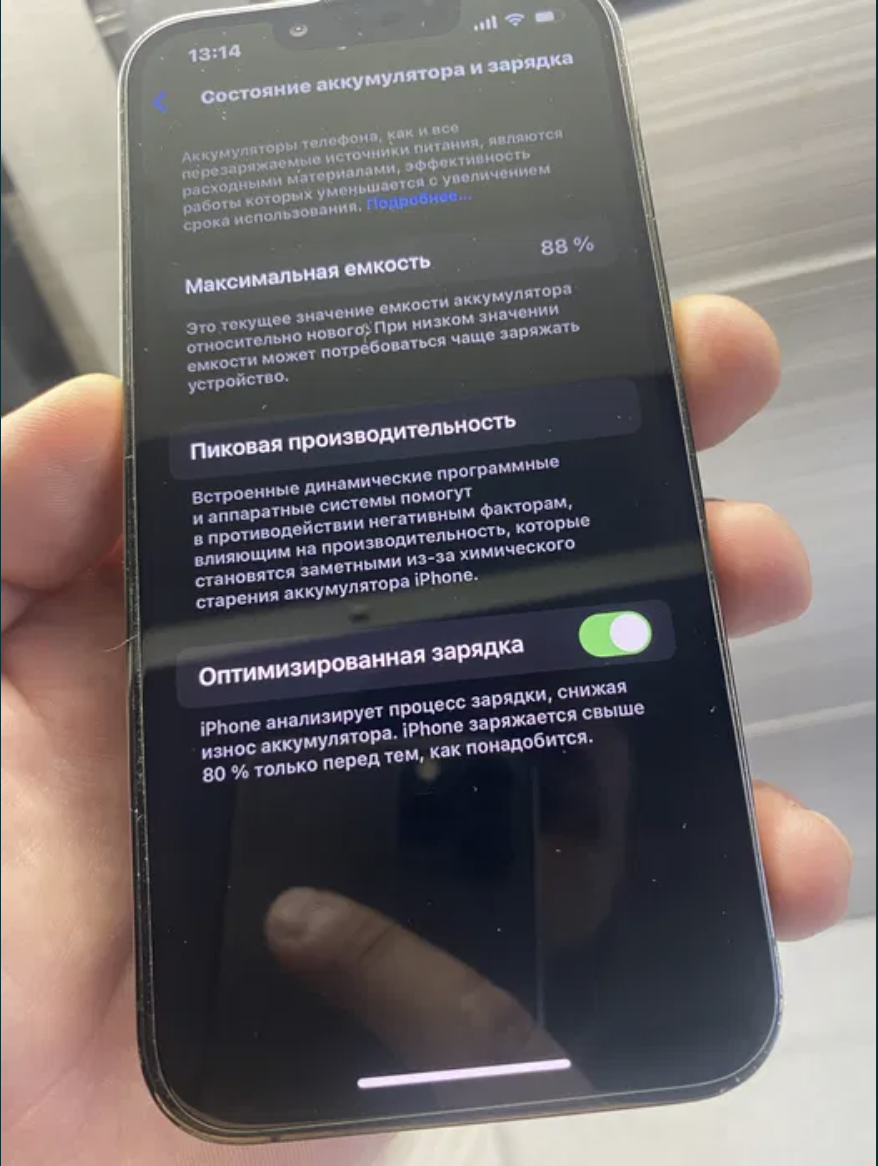 13:14
Состояние аккумулятора и зарядка
Аккумуляторы телефона, как и все
перезаряжаемые источники питания, являются
расходными материалами, эффективность
работы которых уменьшается с увеличением
срока использования. Подробнее...
Максимальная емкость 88 %
Это текущее значение емкости аккумулятора
относительно нового. При низком значении
емкости может потребоваться чаще заряжать
устройство.
Пиковая производительность
Встроенные динамические программные
и аппаратные системы помогут
в противодействии негативным факторам,
влияющим на производительность, которые
становятся заметными из-за химического
старения аккумулятора iPhone.
Оптимизированная зарядка
iPhone анализирует процесс зарядки, снижая
износ аккумулятора. iPhone заряжается свыше
80 % только перед тем, как понадобится.